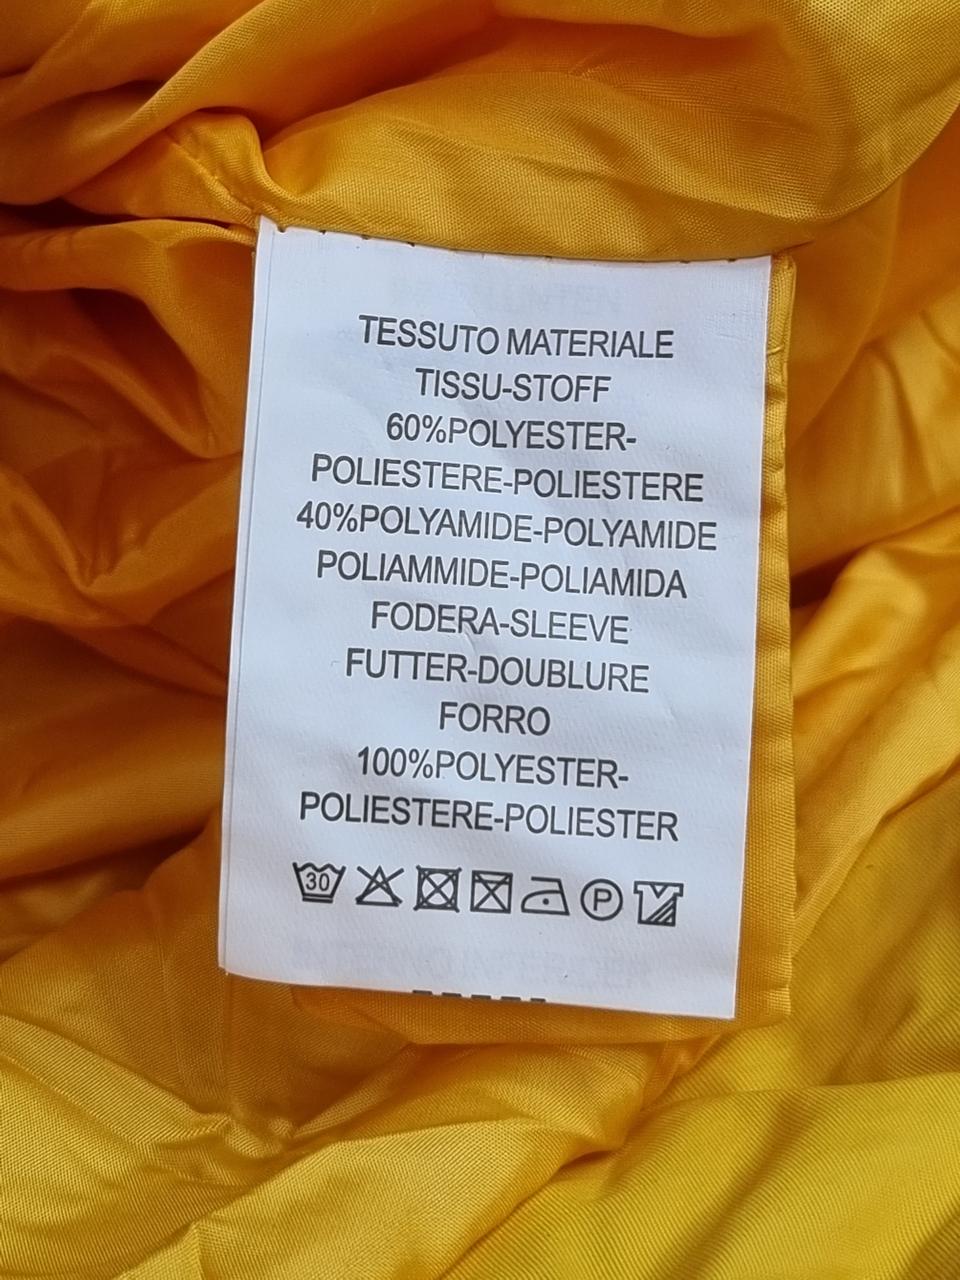 TESSUTO MATERIALE
TISSU-STOFF
60%POLYESTER-
POLIESTERE-POLIESTERE
40%POLYAMIDE-POLYAMIDE
POLIAMMIDE-POLIAMIDA
FODERA-SLEEVE
FUTTER-DOUBLURE
FORRO
100%POLYESTER-
POLIESTERE-POLIESTER
30 P